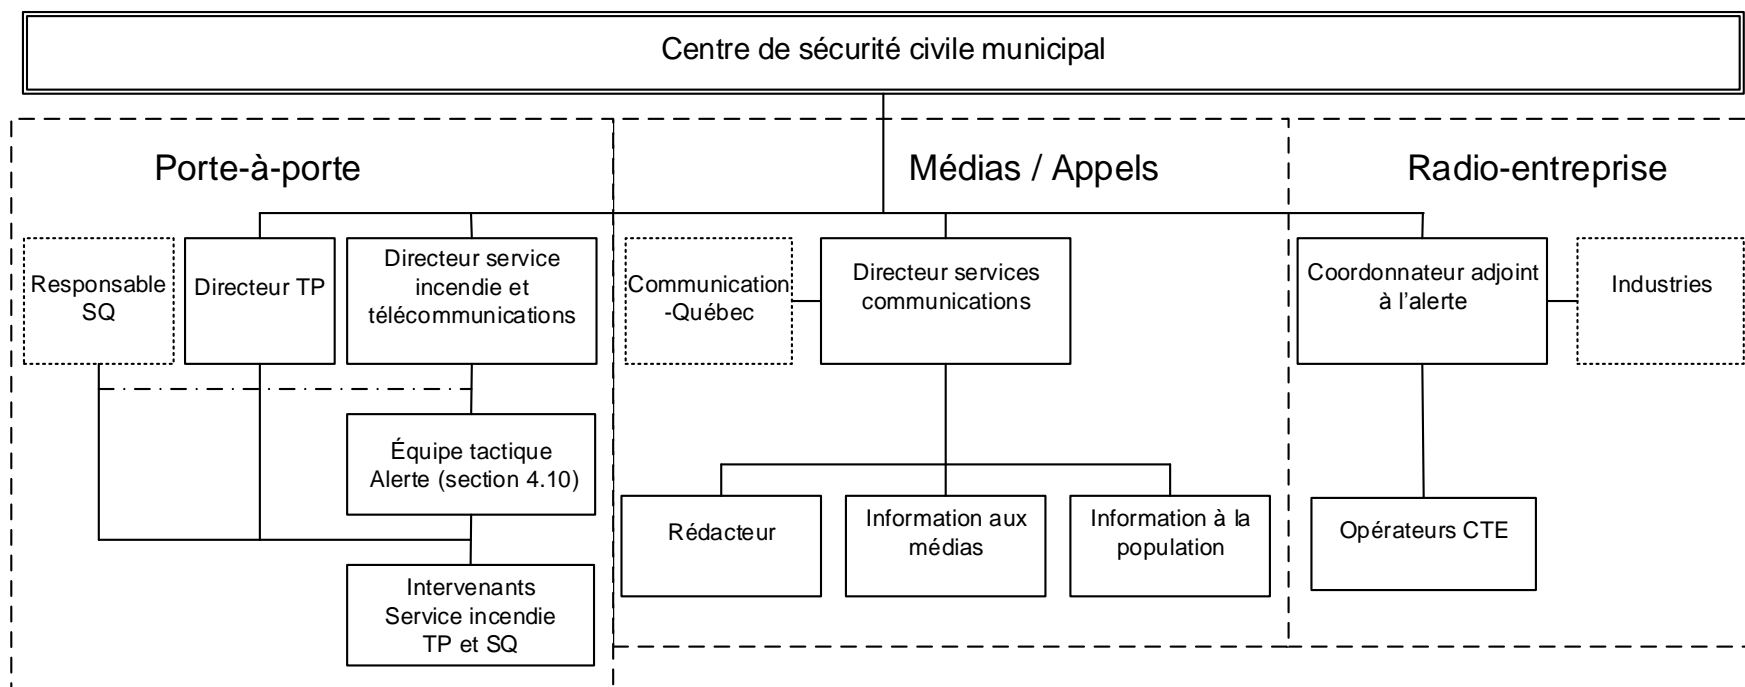 Centre de sécurité civile municipal
Porte-à-porte
Médias / Appels
Radio-entreprise
Responsable
SQ
Directeur TP
Directeur service
incendie et
télécommunications
Communication
-Québec
Directeur services
communications
Coordonnateur adjoint
à l'alerte
Industries
Équipe tactique
Alerte (section 4.10)
Rédacteur
Information aux
médias
Information à la
population
Opérateurs CTE
Intervenants
Service incendie
TP et SQ